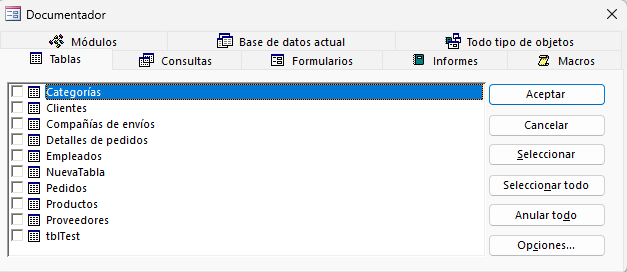 Documentador
Módulos
Base de datos actual
Todo tipo de objetos
Tablas
Consultas
Formularios
Informes
Macros
Categorías
Clientes
Compañías de envíos
Detalles de pedidos
Empleados
NuevaTabla
Pedidos
Productos
Proveedores
tblTest
Aceptar
Cancelar
Seleccionar
Seleccionar todo
Anular todo
Opciones...